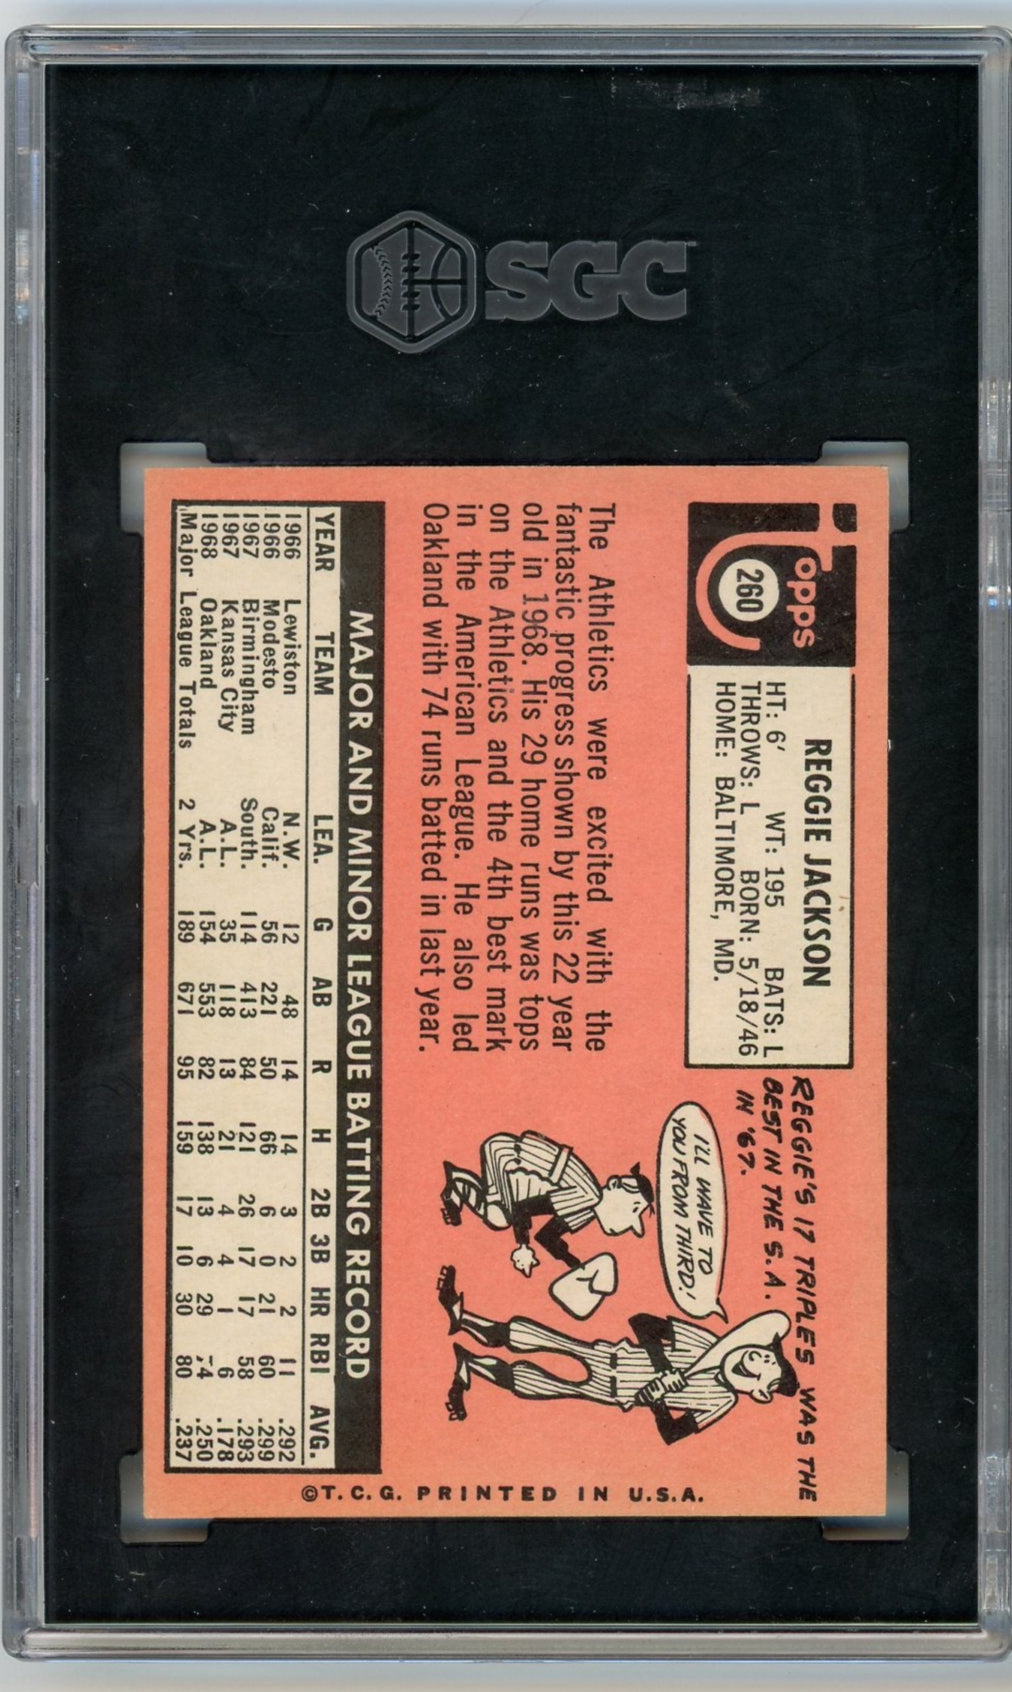 SGC
Topps
260
REGGIE JACKSON
HT: 6' WT: 195 BATS: L
THROWS: L BORN: 5/18/46
HOME: BALTIMORE, MD.
REGGIE'S 17 TRIPLES WAS THE
BEST IN THE S.A.
IN '67.
I'LL WAVE TO
YOU FROM THIRD!
The Athletics were excited with the
fantastic progress shown by this 22 year
old in 1968. His 29 home runs was tops
on the Athletics and the 4th best mark
in the American League. He also led
Oakland with 74 runs batted in last year.
MAJOR AND MINOR LEAGUE BATTING RECORD
YEAR TEAM LEA. G AB R H 2B 3B HR RBI AVG.
1966 Lewiston N.W. 12 48 14 14 3 2 2 11 .292
1966 Modesto Calif. 56 221 50 66 6 0 21 60 .299
1967 Birmingham South. 114 413 84 121 26 17 17 58 .293
1967 Kansas City A.L. 35 118 13 21 4 4 1 6 .178
1968 Oakland A.L. 154 553 82 138 13 6 29 74 .250
Major League Totals 2 Yrs. 189 671 95 159 17 10 30 80 .237
©T.C.G. PRINTED IN U.S.A.